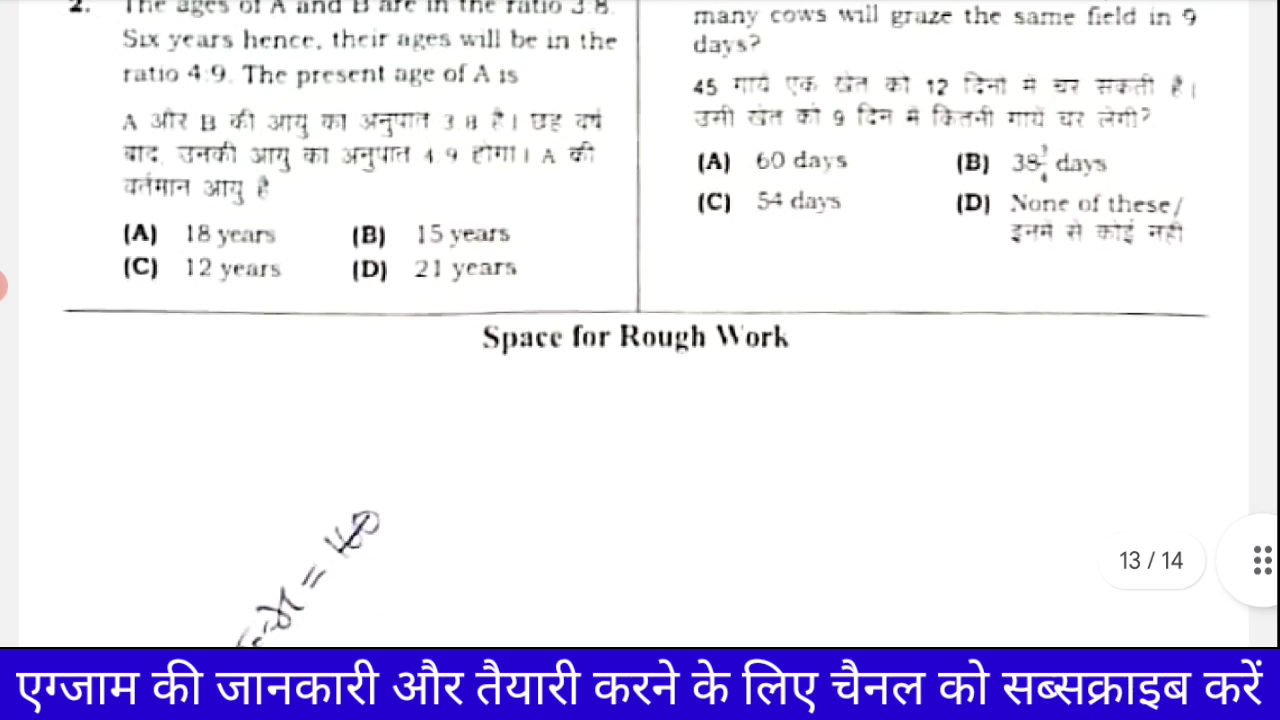 2. The ages of A and B are in the ratio 3:8.
Six years hence, their ages will be in the
ratio 4:9. The present age of A is
A और B की आयु का अनुपात 3:8 है। छह वर्ष
बाद, उनकी आयु का अनुपात 4:9 होगा। A की
वर्तमान आयु है
(A) 18 years (B) 15 years
(C) 12 years (D) 21 years
many cows will graze the same field in 9
days?
45 गायें एक खेत को 12 दिनों में चर सकती हैं।
उसी खेत को 9 दिन में कितनी गायें चर लेंगी?
(A) 60 days (B) 38 3/4 days
(C) 54 days (D) None of these/
इनमें से कोई नहीं
Space for Rough Work
13 / 14
एग्जाम की जानकारी और तैयारी करने के लिए चैनल को सब्सक्राइब करें